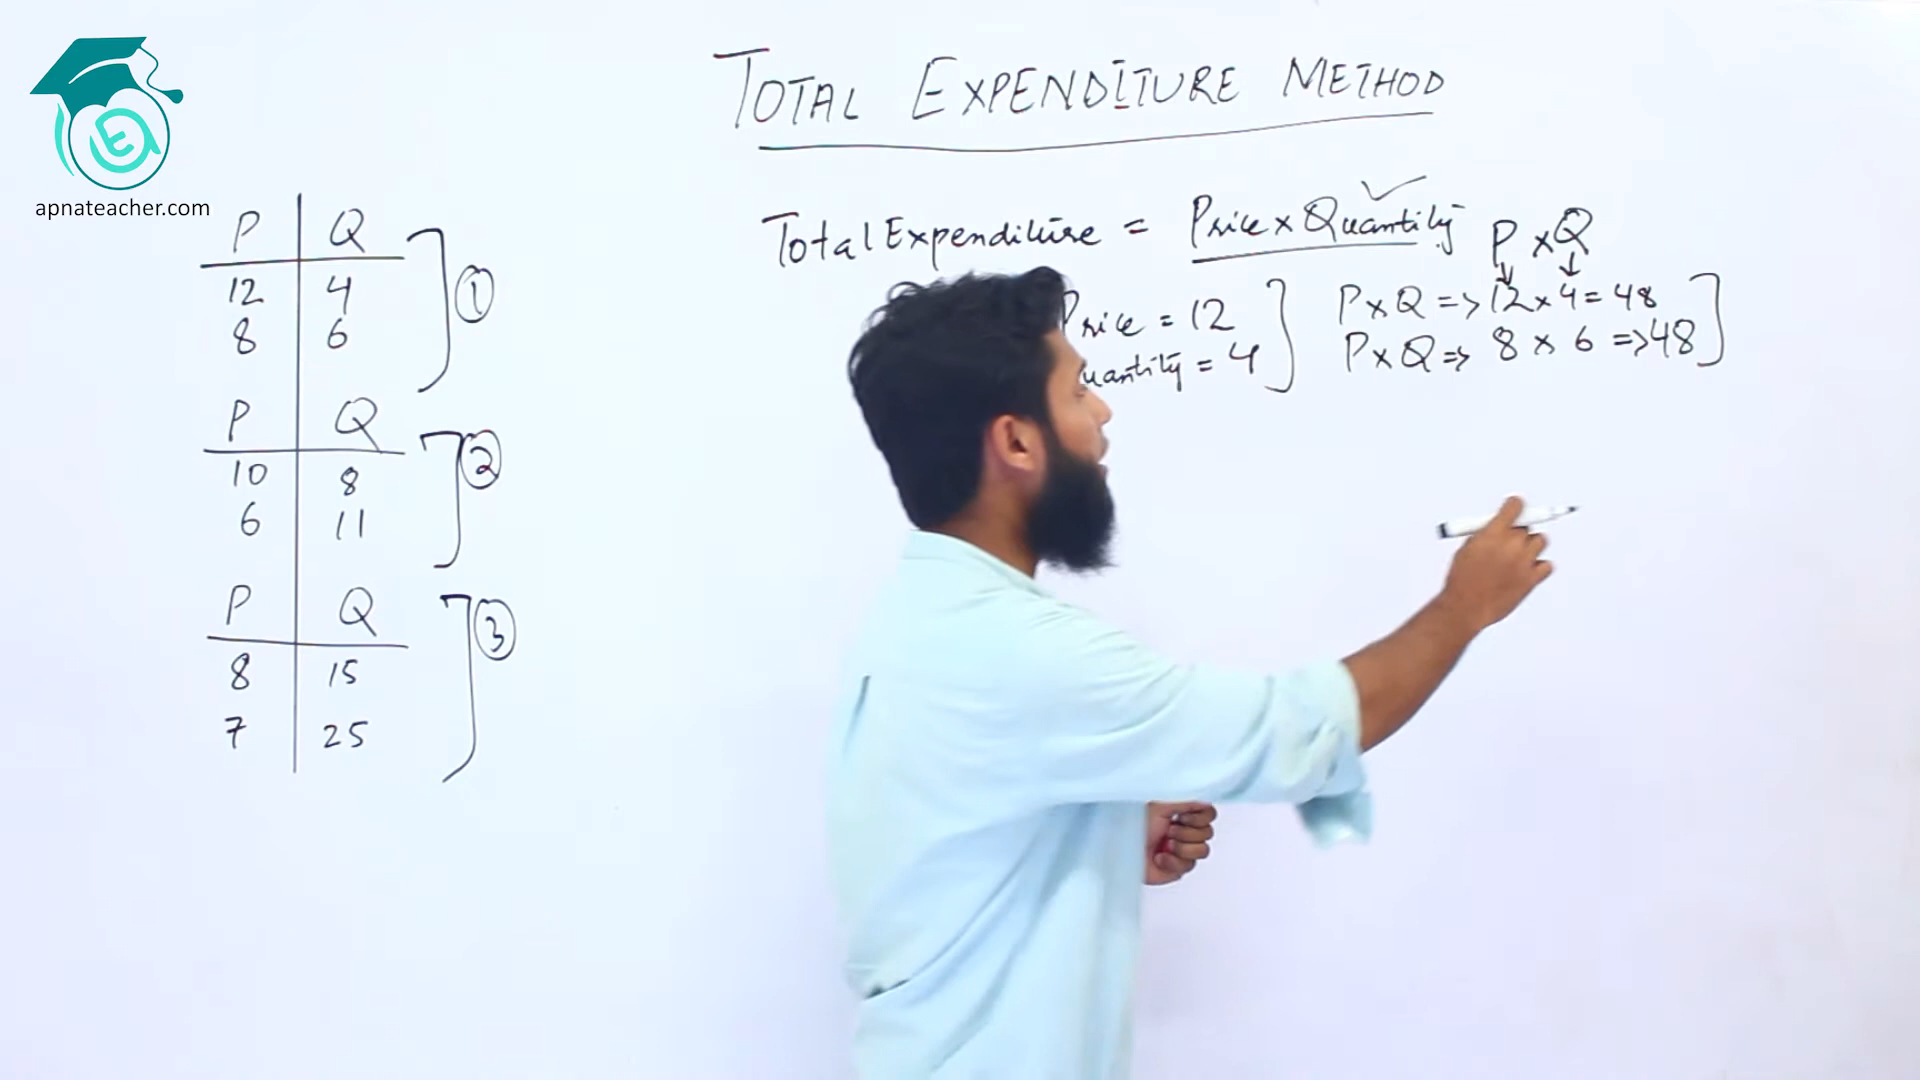 TOTAL EXPENDITURE METHOD
apnateacher.com
P Q
12 4
8 6
①
P Q
10 8
6 11
②
P Q
8 15
7 25
③
Total Expenditure = Price x Quantity P x Q
Price = 12
uantity = 4
P x Q => 12 x 4 = 48
P x Q => 8 x 6 => 48